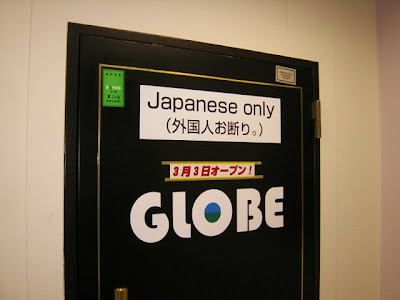 Japanese only
（外国人お断り。）
3月3日オープン！
GLOBE